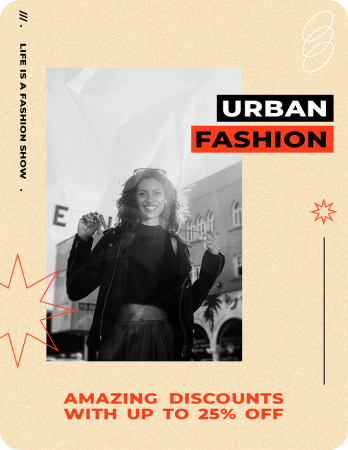 /// . LIFE IS A FASHION SHOW .
URBAN
FASHION
E
AMAZING DISCOUNTS
WITH UP TO 25% OFF